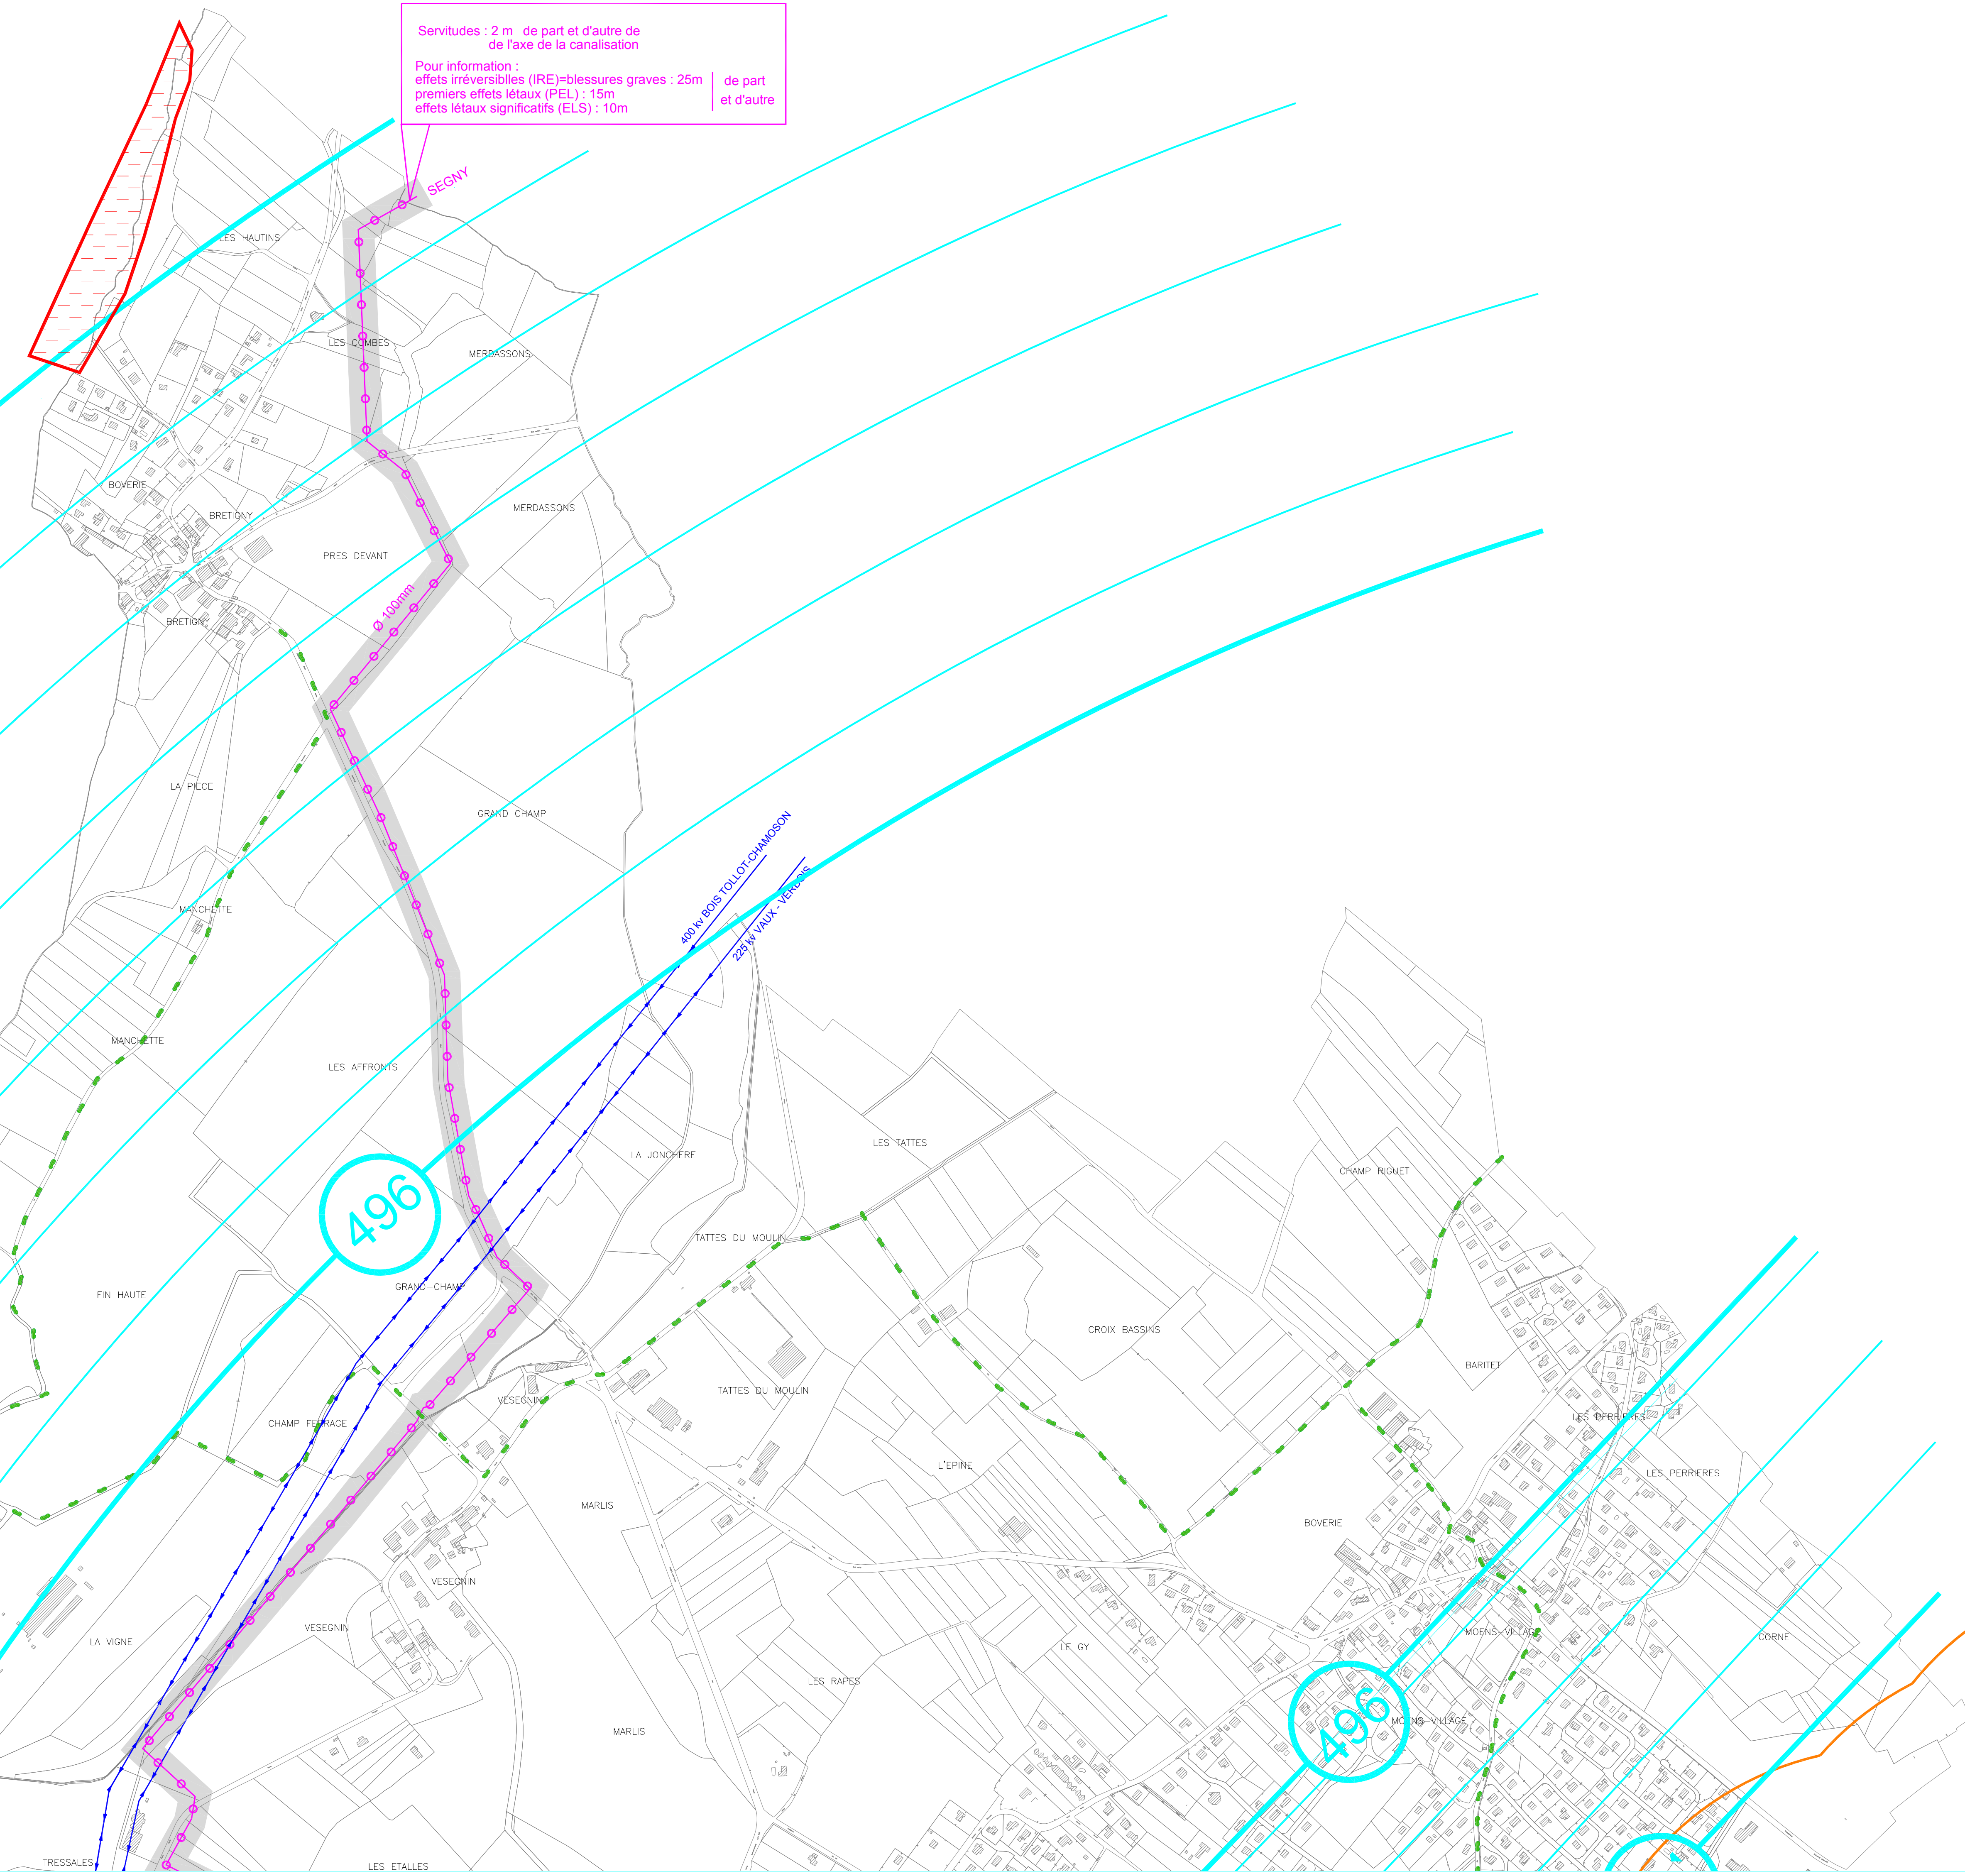 Servitudes : 2 m de part et d'autre de
de l'axe de la canalisation
Pour information :
effets irréversiblles (IRE)=blessures graves : 25m
premiers effets létaux (PEL) : 15m
effets létaux significatifs (ELS) : 10m
de part
et d'autre
SEGNY
LES HAUTINS
LES COMBES
MERDASSONS
BOVERIE
BRETIGNY
MERDASSONS
PRES DEVANT
Ø 100mm
BRETIGNY
LA PIECE
GRAND CHAMP
400 kv BOIS TOLLOT-CHAMOSON
225 kv VAUX - VERBOIS
MANCHETTE
MANCHETTE
LES AFFRONTS
LES TATTES
LA JONCHERE
CHAMP RIGUET
496
TATTES DU MOULIN
GRAND-CHAMP
FIN HAUTE
CROIX BASSINS
BARITET
TATTES DU MOULIN
VESEGNIN
CHAMP FERRAGE
LES PERRIERES
L'EPINE
LES PERRIERES
MARLIS
BOVERIE
VESEGNIN
VESEGNIN
LA VIGNE
MOENS-VILLAGE
CORNE
LE GY
LES RAPES
MARLIS
MOENS-VILLAGE
496
TRESSALES
LES ETALLES